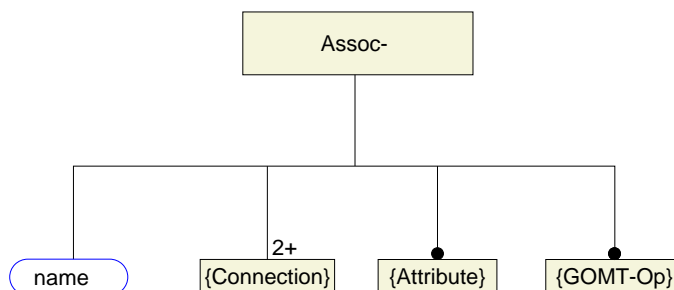 Assoc-
2+
name
{Connection}
{Attribute}
{GOMT-Op}